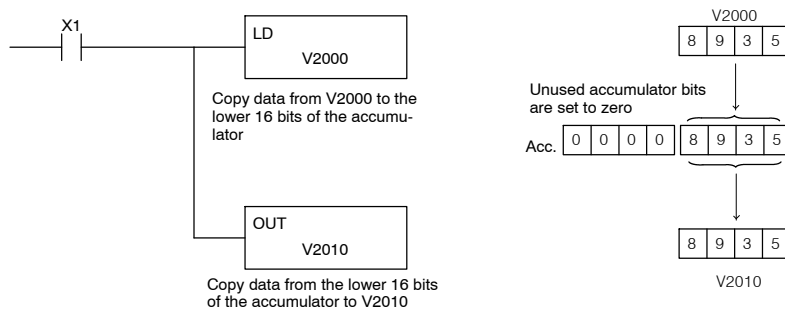 X1
LD
V2000
Copy data from V2000 to the
lower 16 bits of the accumu-
lator
OUT
V2010
Copy data from the lower 16 bits
of the accumulator to V2010
V2000
8 9 3 5
Unused accumulator bits
are set to zero
Acc. 0 0 0 0 8 9 3 5
8 9 3 5
V2010